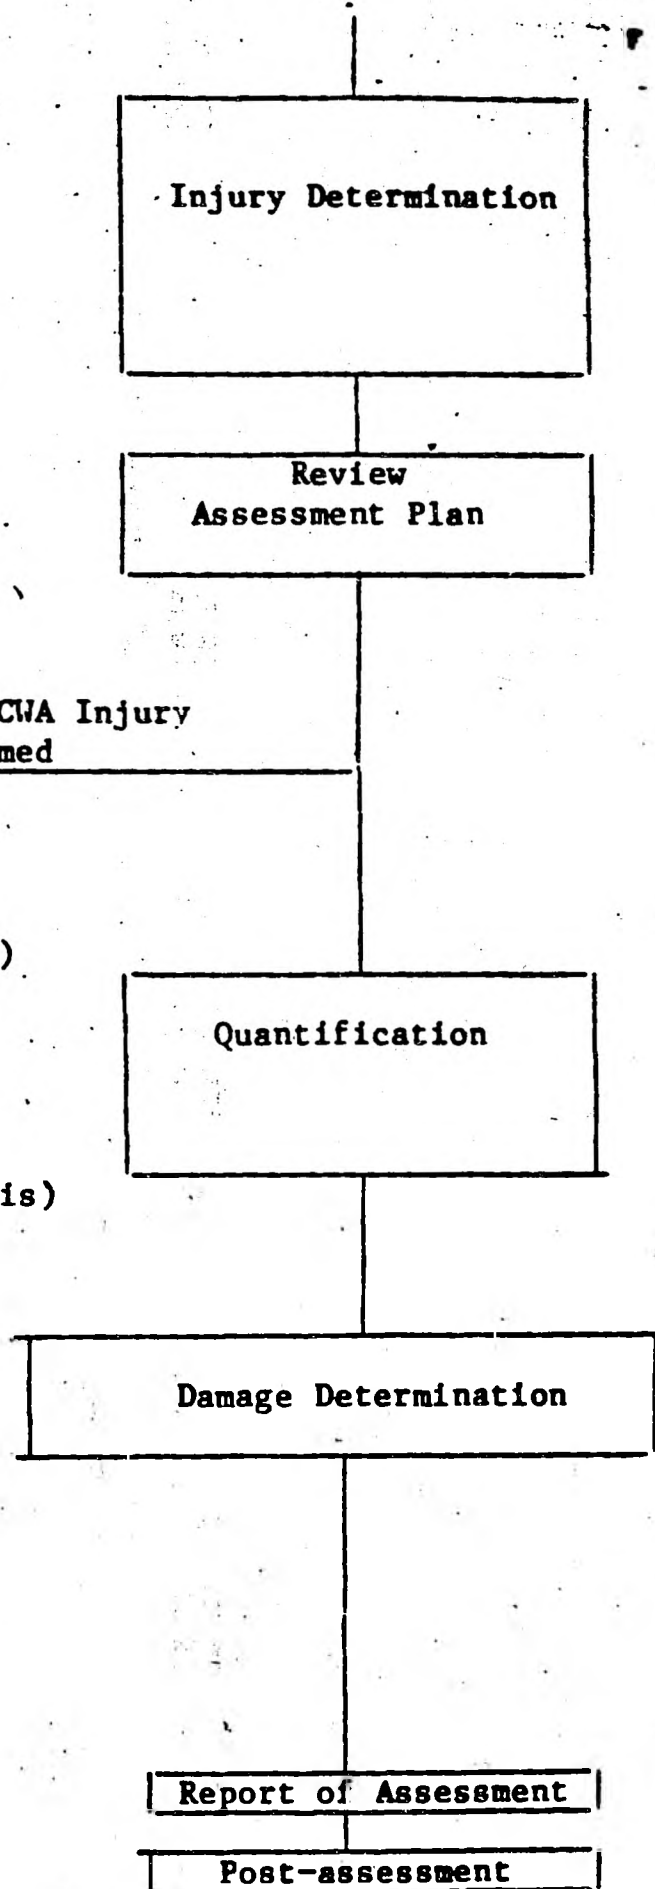 Injury Determination
Review
Assessment Plan
CWA Injury
med
)
Quantification
is)
Damage Determination
Report of Assessment
Post-assessment